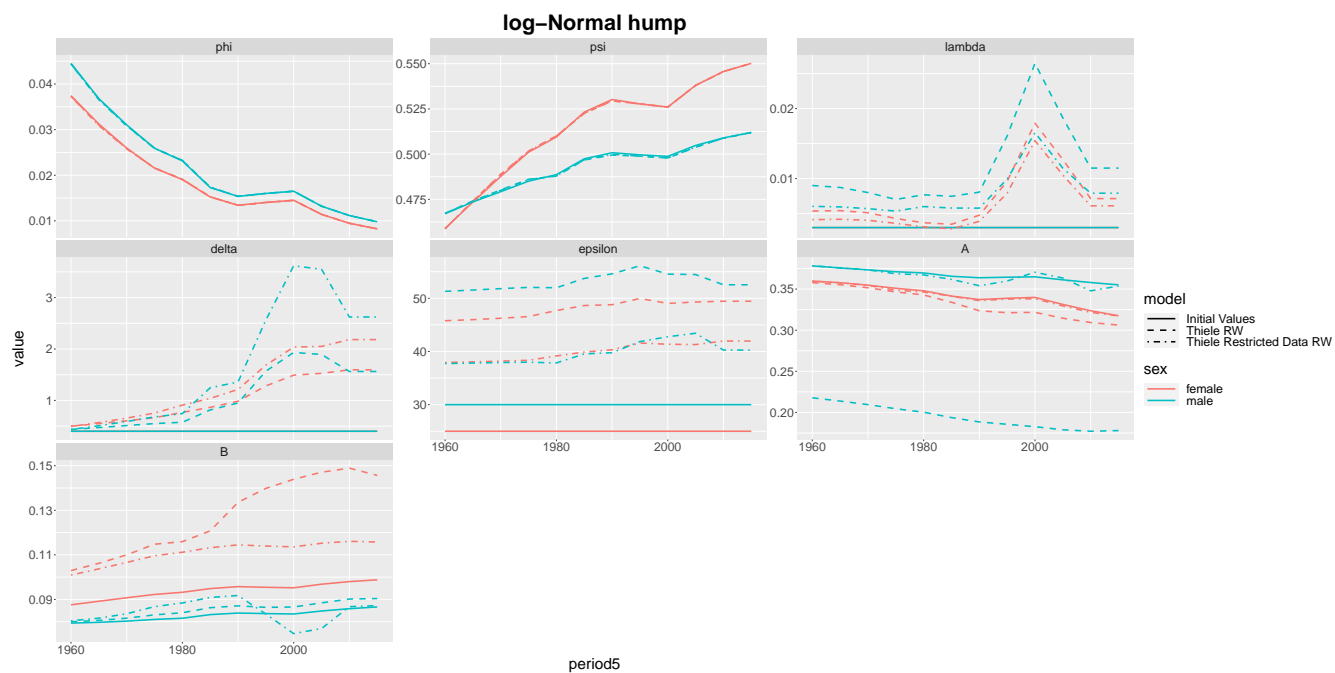 log−Normal hump
phi
psi
lambda
0.04
0.03
0.02
0.01
0.550
0.525
0.500
0.475
0.02
0.01
delta
epsilon
A
3
2
1
50
40
30
0.35
0.30
0.25
0.20
1960
1980
2000
1960
1980
2000
B
0.15
0.13
0.11
0.09
1960
1980
2000
value
period5
model
Initial Values
Thiele RW
Thiele Restricted Data RW
sex
female
male